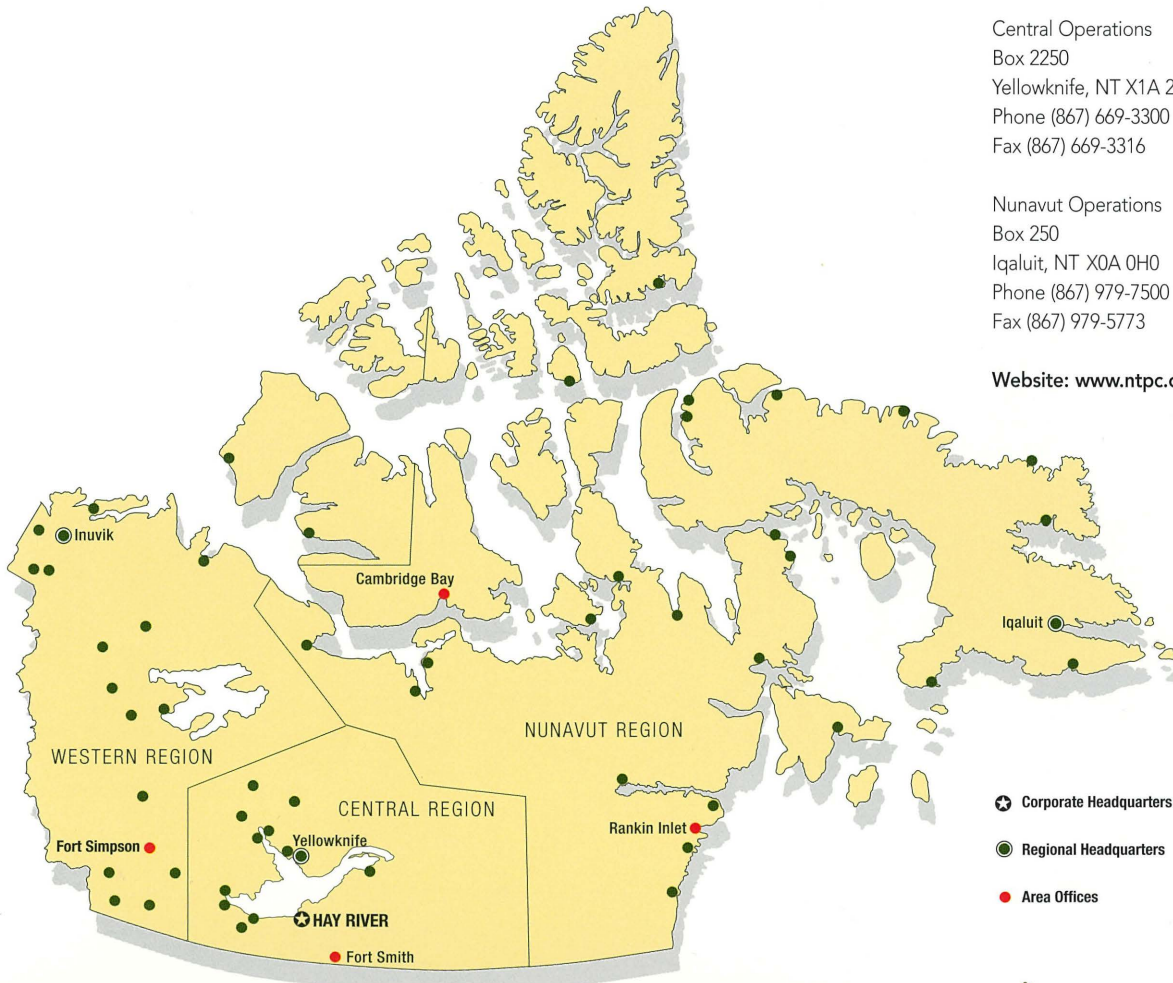 Central Operations
Box 2250
Yellowknife, NT X1A 2
Phone (867) 669-3300
Fax (867) 669-3316
Nunavut Operations
Box 250
Iqaluit, NT X0A 0H0
Phone (867) 979-7500
Fax (867) 979-5773
Website: www.ntpc.c
Inuvik
Cambridge Bay
Iqaluit
WESTERN REGION
NUNAVUT REGION
CENTRAL REGION
Rankin Inlet
Yellowknife
Fort Simpson
HAY RIVER
Fort Smith
Corporate Headquarters
Regional Headquarters
Area Offices